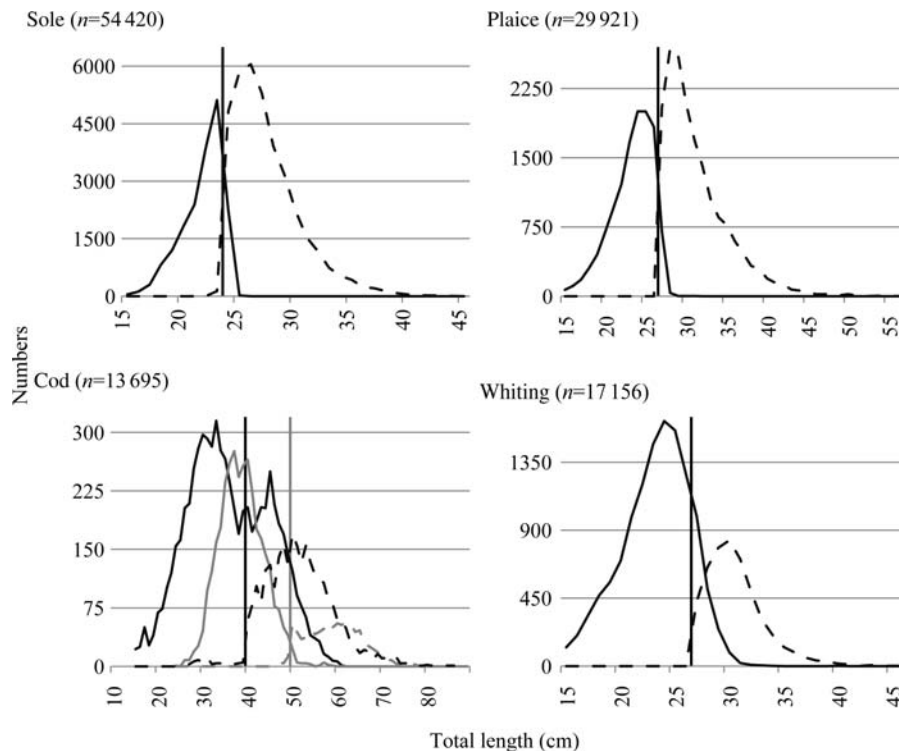 Sole (n=54 420)
6000
4500
3000
1500
0
15 20 25 30 35 40 45
Plaice (n=29 921)
2250
1500
750
0
15 20 25 30 35 40 45 50 55
Numbers
Cod (n=13 695)
300
225
150
75
0
10 20 30 40 50 60 70 80
Whiting (n=17 156)
1350
900
450
0
15 20 25 30 35 40 45
Total length (cm)